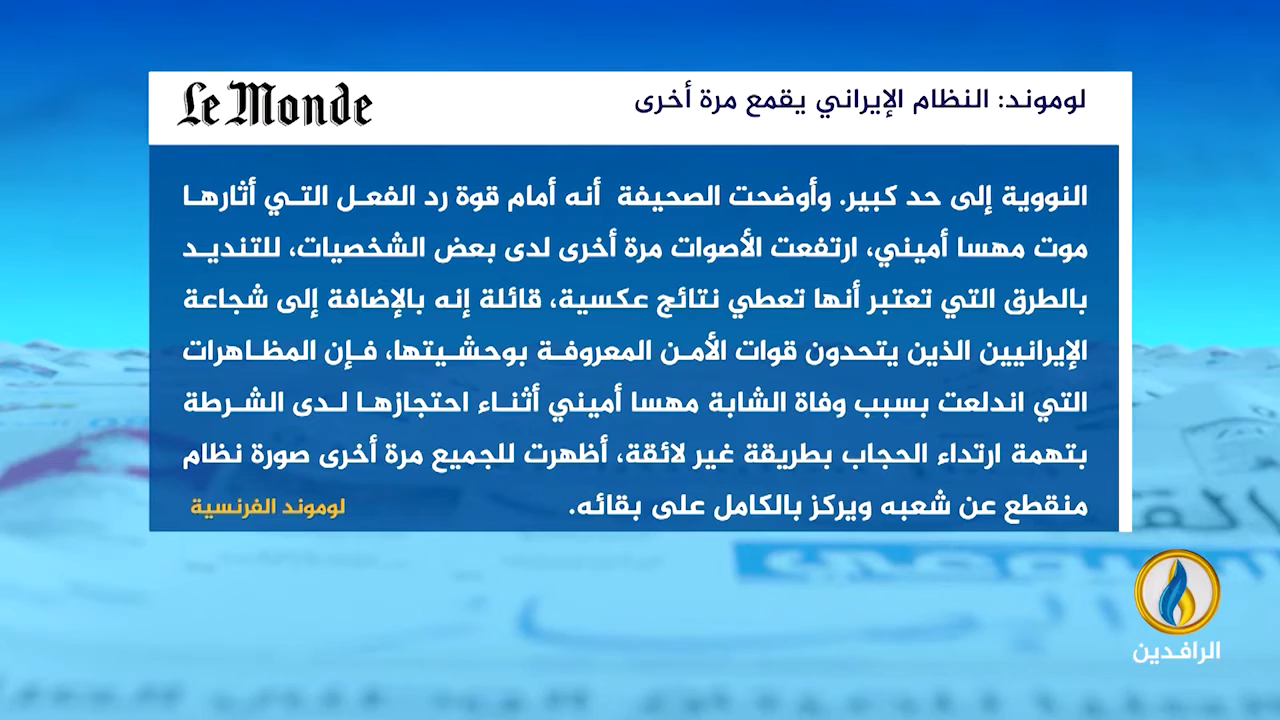 Le Monde
لوموند: النظام الإيراني يقمع مرة أخرى
النووية إلى حد كبير. وأوضحت الصحيفة أنه أمام قوة رد الفعل التي أثارها
موت مهسا أميني، ارتفعت الأصوات مرة أخرى لدى بعض الشخصيات، للتنديد
بالطرق التي تعتبر أنها تعطي نتائج عكسية، قائلة إنه بالإضافة إلى شجاعة
الإيرانيين الذين يتحدون قوات الأمن المعروفة بوحشيتها، فإن المظاهرات
التي اندلعت بسبب وفاة الشابة مهسا أميني أثناء احتجازها لدى الشرطة
بتهمة ارتداء الحجاب بطريقة غير لائقة، أظهرت للجميع مرة أخرى صورة نظام
منقطع عن شعبه ويركز بالكامل على بقائه.
لوموند الفرنسية
الرافدين